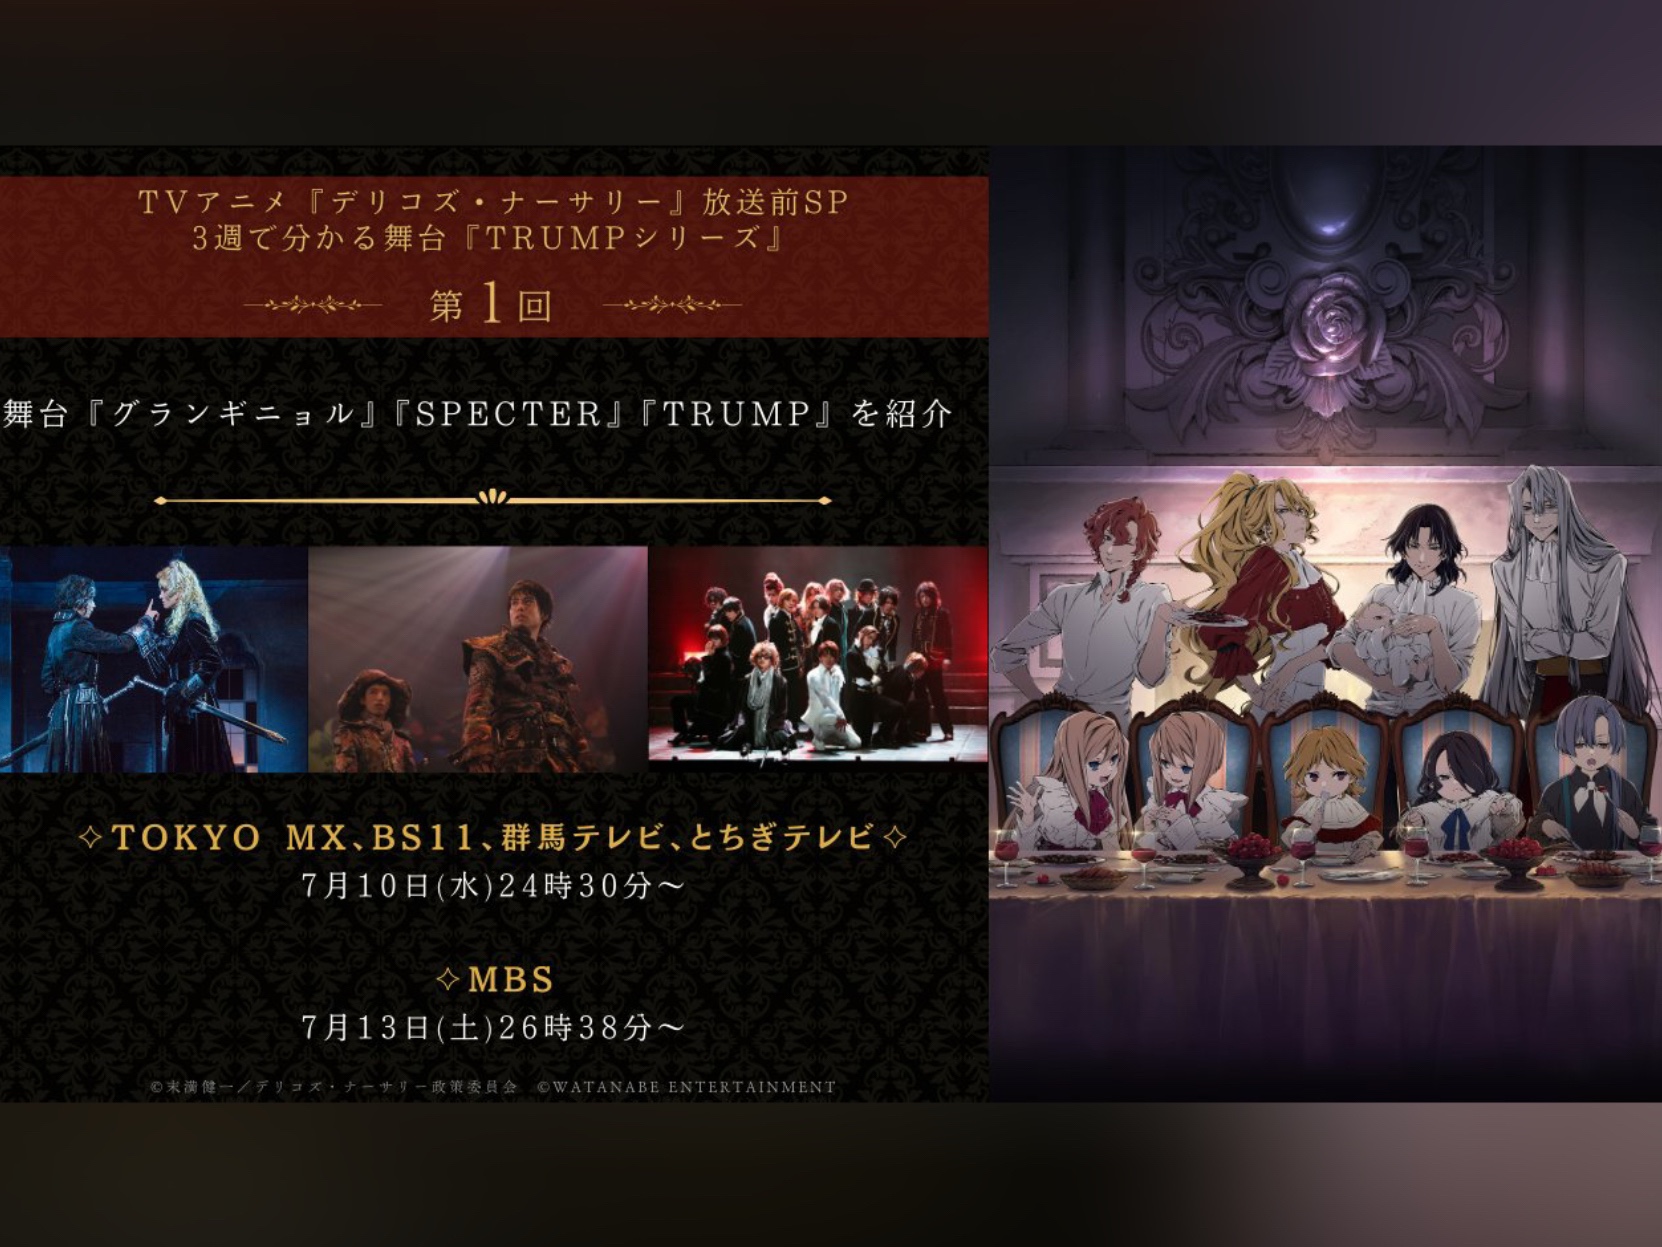 TVアニメ『デリコズ・ナーサリー』放送前SP
3週で分かる舞台『TRUMPシリーズ』
第1回
舞台『グランギニョル』『SPECTER』『TRUMP』を紹介
✧TOKYO MX、BS11、群馬テレビ、とちぎテレビ✧
7月10日(水)24時30分～
✧MBS
7月13日(土)26時38分～
©末満健一／デリコズ・ナーサリー政策委員会 ©WATANABE ENTERTAINMENT